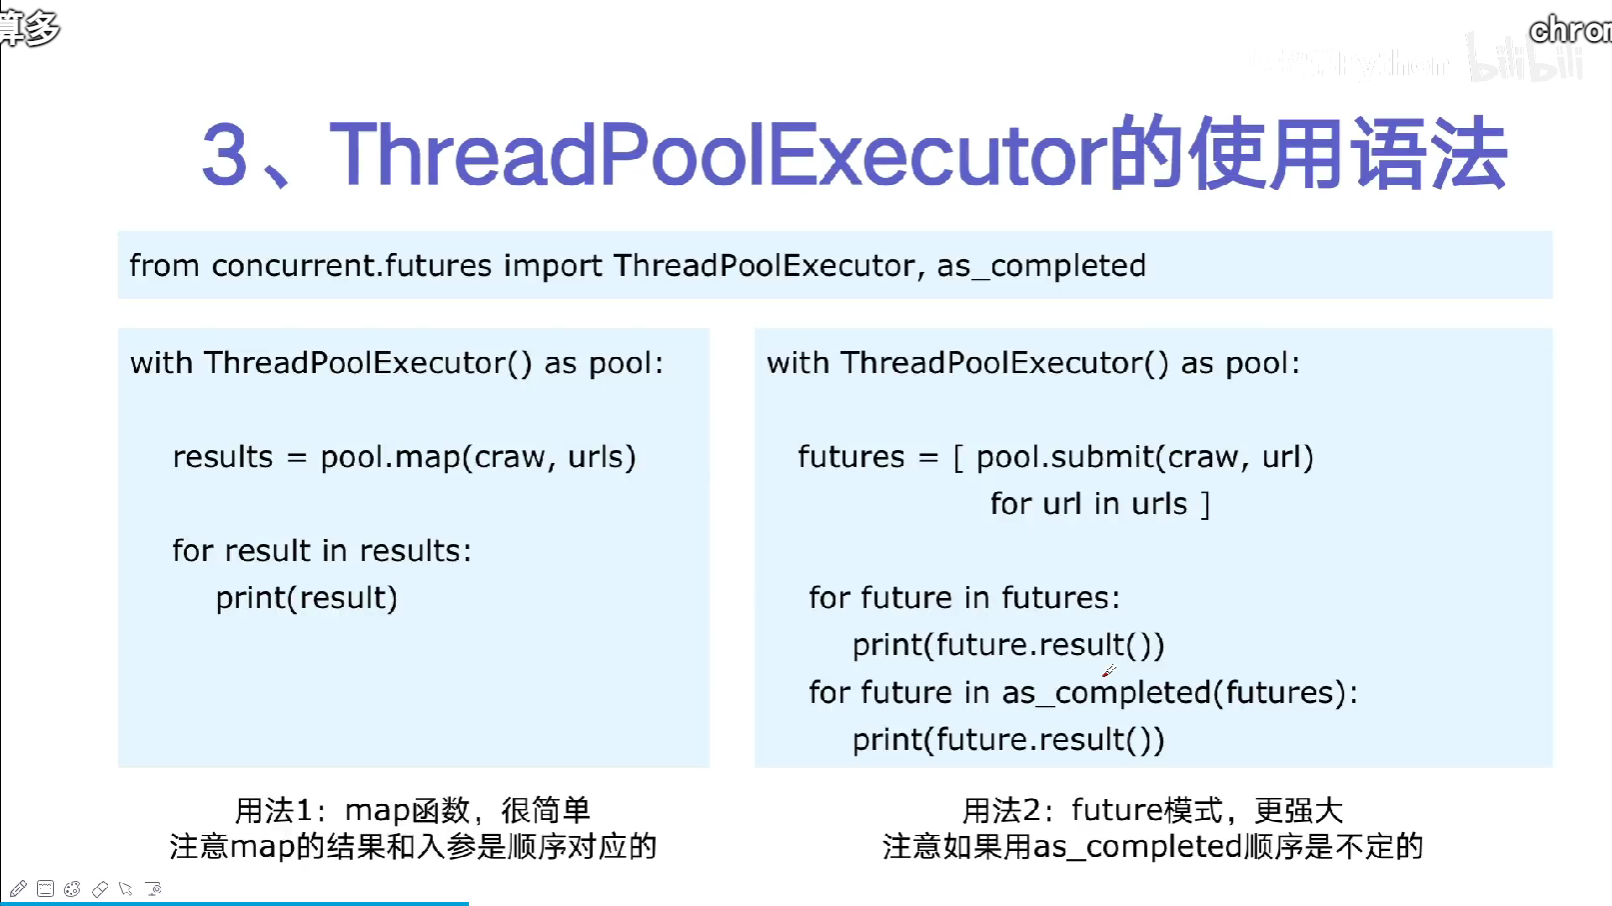 算多
chron
Python bilibili
3、ThreadPoolExecutor的使用语法
from concurrent.futures import ThreadPoolExecutor, as_completed
with ThreadPoolExecutor() as pool:
results = pool.map(craw, urls)
for result in results:
print(result)
with ThreadPoolExecutor() as pool:
futures = [ pool.submit(craw, url)
for url in urls ]
for future in futures:
print(future.result())
for future in as_completed(futures):
print(future.result())
用法1：map函数，很简单
注意map的结果和入参是顺序对应的
用法2：future模式，更强大
注意如果用as_completed顺序是不定的